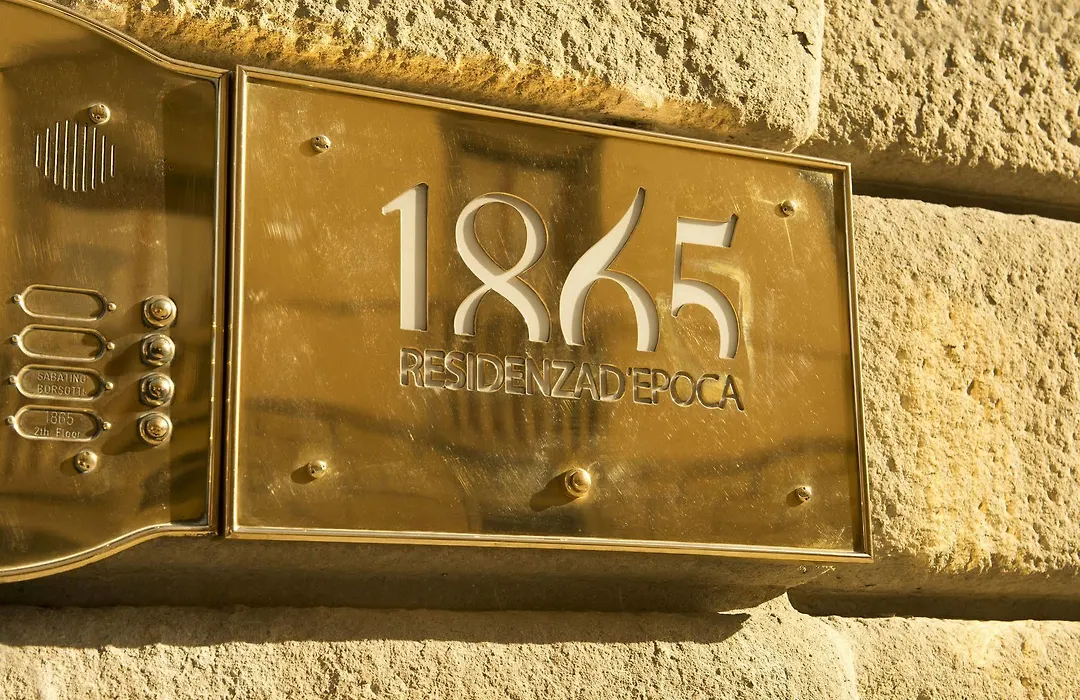 SABATINO
BORSOTTI
1865
2th Floor
1865
RESIDENZAD'EPOCA